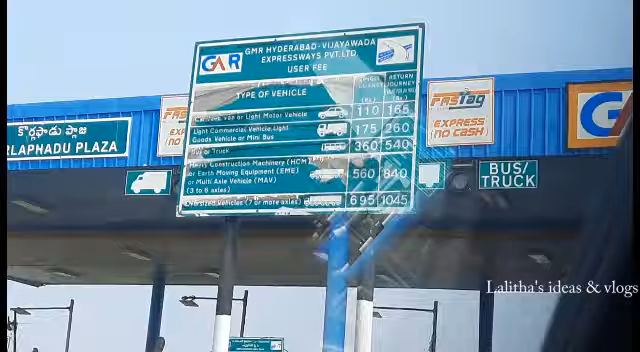 GMR HYDERABAD-VIJAYAWADA
EXPRESSWAYS PVT.LTD.
USER FEE
GMR
TYPE OF VEHICLE
SINGLE JOURNEY (Rs.)
RETURN JOURNEY (Rs.)
Car, Jeep, Van or Light Motor Vehicle 110 165
Light Commercial Vehicle, Light
Goods Vehicle or Mini Bus 175 260
Bus or Truck 360 540
Heavy Construction Machinery (HCM)
or Earth Moving Equipment (EME)
or Multi Axle Vehicle (MAV)
(3 to 6 axles) 560 840
Oversized Vehicles (7 or more axles) 695 1045
కొర్లఫాడు ప్లాజా
RLAPHADU PLAZA
FASTag
EXPRESS
(no CASH)
BUS/
TRUCK
G
Lalitha's ideas & vlogs